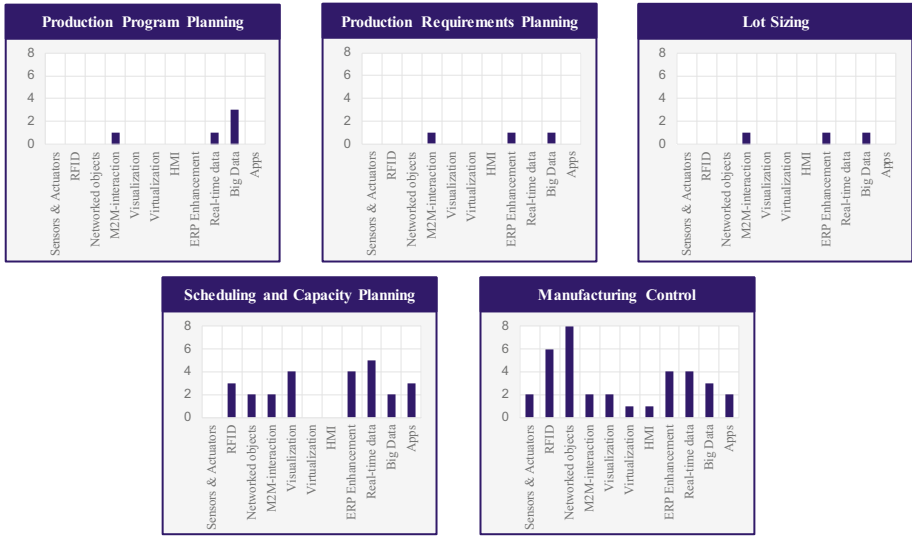 Production Program Planning
8
6
4
2
0
Sensors & Actuators
RFID
Networked objects
M2M-interaction
Visualization
Virtualization
HMI
ERP Enhancement
Real-time data
Big Data
Apps
Production Requirements Planning
8
6
4
2
0
Sensors & Actuators
RFID
Networked objects
M2M-interaction
Visualization
Virtualization
HMI
ERP Enhancement
Real-time data
Big Data
Apps
Lot Sizing
8
6
4
2
0
Sensors & Actuators
RFID
Networked objects
M2M-interaction
Visualization
Virtualization
HMI
ERP Enhancement
Real-time data
Big Data
Apps
Scheduling and Capacity Planning
8
6
4
2
0
Sensors & Actuators
RFID
Networked objects
M2M-interaction
Visualization
Virtualization
HMI
ERP Enhancement
Real-time data
Big Data
Apps
Manufacturing Control
8
6
4
2
0
Sensors & Actuators
RFID
Networked objects
M2M-interaction
Visualization
Virtualization
HMI
ERP Enhancement
Real-time data
Big Data
Apps